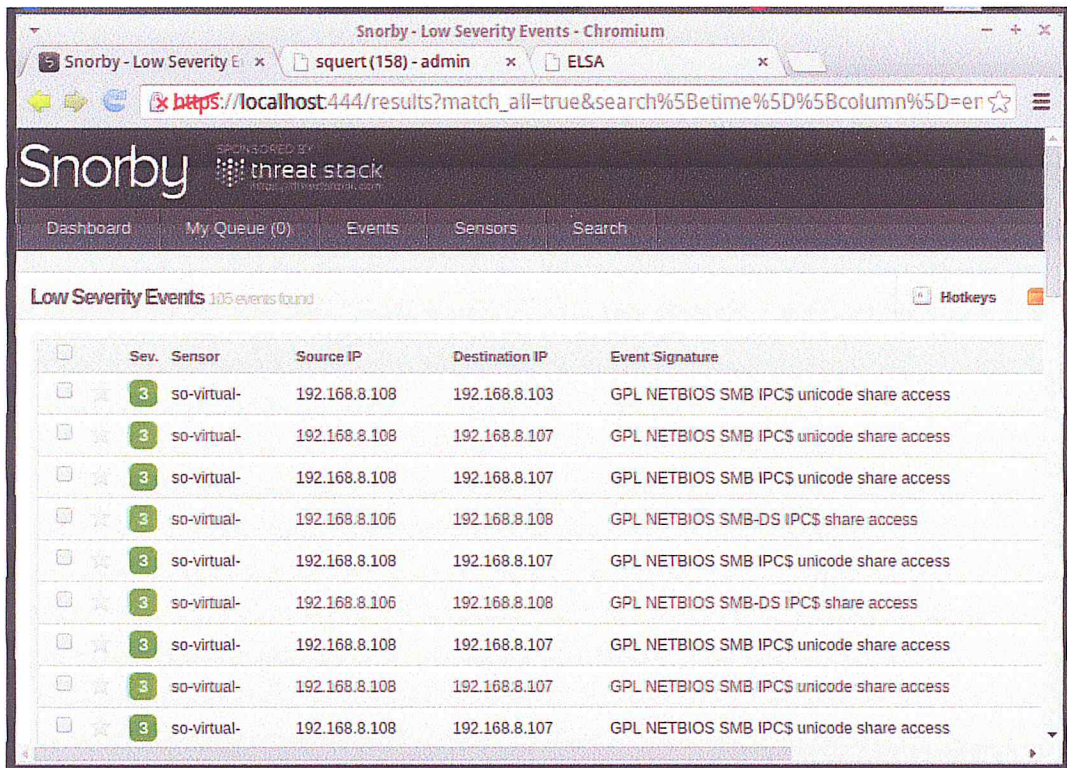 Snorby - Low Severity Events - Chromium
Snorby - Low Severity E
squert (158) - admin
ELSA
https://localhost:444/results?match_all=true&search%5Betime%5D%5Bcolumn%5D=en
Snorby
SPONSORED BY
threat stack
Dashboard My Queue (0) Events Sensors Search
Low Severity Events 105 events found
Hotkeys
Sev. Sensor Source IP Destination IP Event Signature
3 so-virtual- 192.168.8.108 192.168.8.103 GPL NETBIOS SMB IPC$ unicode share access
3 so-virtual- 192.168.8.108 192.168.8.107 GPL NETBIOS SMB IPC$ unicode share access
3 so-virtual- 192.168.8.108 192.168.8.107 GPL NETBIOS SMB IPC$ unicode share access
3 so-virtual- 192.168.8.106 192.168.8.108 GPL NETBIOS SMB-DS IPC$ share access
3 so-virtual- 192.168.8.108 192.168.8.107 GPL NETBIOS SMB IPC$ unicode share access
3 so-virtual- 192.168.8.106 192.168.8.108 GPL NETBIOS SMB-DS IPC$ share access
3 so-virtual- 192.168.8.108 192.168.8.107 GPL NETBIOS SMB IPC$ unicode share access
3 so-virtual- 192.168.8.108 192.168.8.107 GPL NETBIOS SMB IPC$ unicode share access
3 so-virtual- 192.168.8.108 192.168.8.107 GPL NETBIOS SMB IPC$ unicode share access